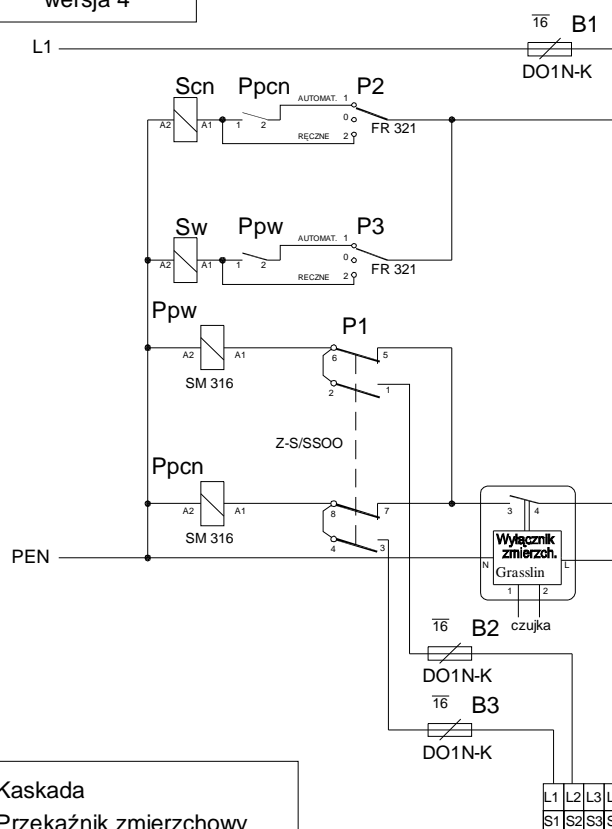 wersja 4
16 B1
L1
DO1N-K
Scn Ppcn P2
AUTOMAT. 1
0
A2 A1 1 2 FR 321
RĘCZNE 2
Sw Ppw P3
AUTOMAT. 1
0
A2 A1 1 2 FR 321
RECZNE 2
Ppw
P1
A2 A1 6 5
SM 316
2 1
Z-S/SSOO
Ppcn
A2 A1 8 7 3 4
SM 316
4 3
Wyłącznik
zmierzch.
PEN
N Grasslin L
1 2
czujka
16 B2
DO1N-K
16 B3
DO1N-K
Kaskada
L1 L2 L3
Przekaźnik zmierzchowy
S1 S2 S3